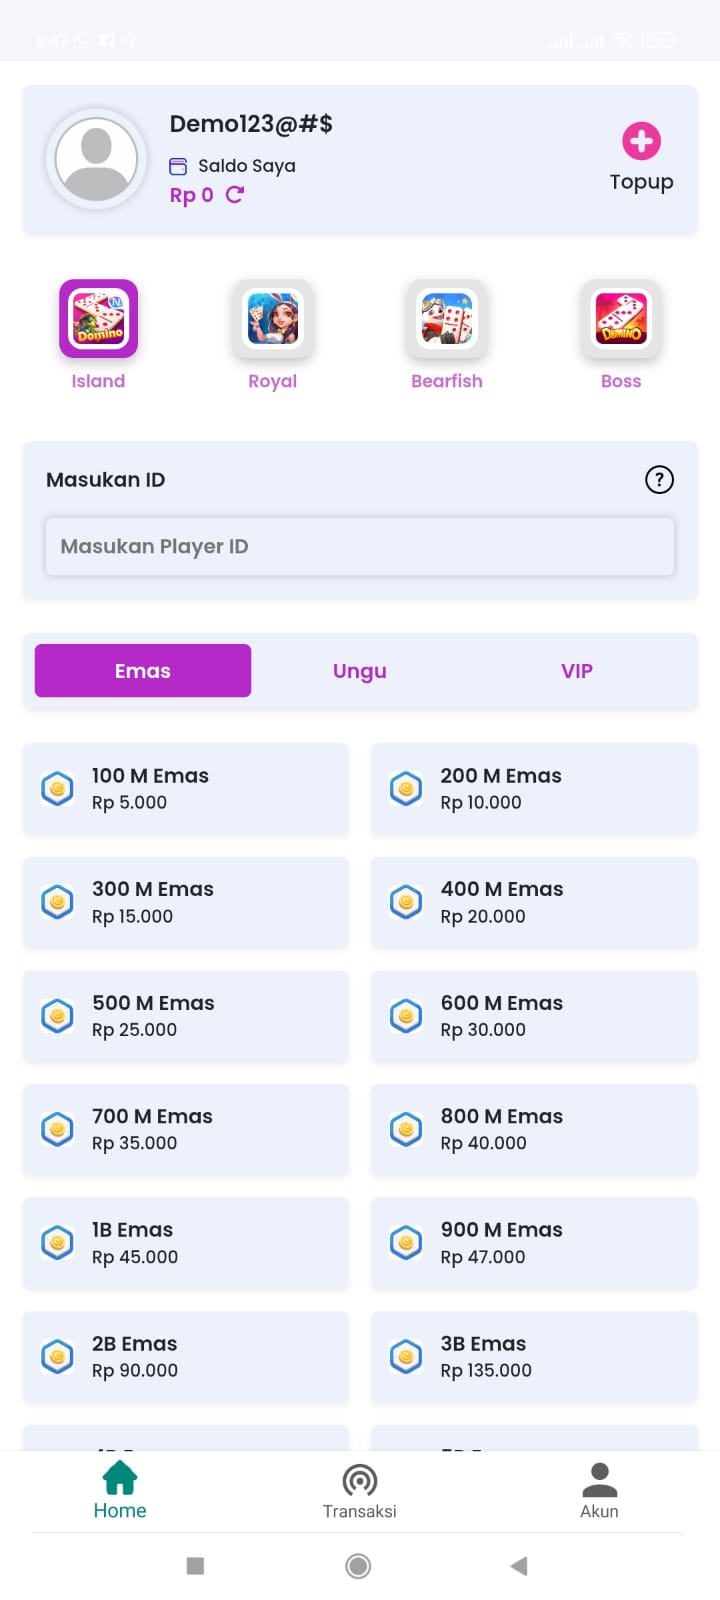 8:47
Demo123@#$
Saldo Saya
Rp 0
Topup
Domino
DOMINO
Island
Royal
Bearfish
Boss
Masukan ID
?
Masukan Player ID
Emas
Ungu
VIP
100 M Emas
Rp 5.000
200 M Emas
Rp 10.000
300 M Emas
Rp 15.000
400 M Emas
Rp 20.000
500 M Emas
Rp 25.000
600 M Emas
Rp 30.000
700 M Emas
Rp 35.000
800 M Emas
Rp 40.000
1B Emas
Rp 45.000
900 M Emas
Rp 47.000
2B Emas
Rp 90.000
3B Emas
Rp 135.000
Home
Transaksi
Akun